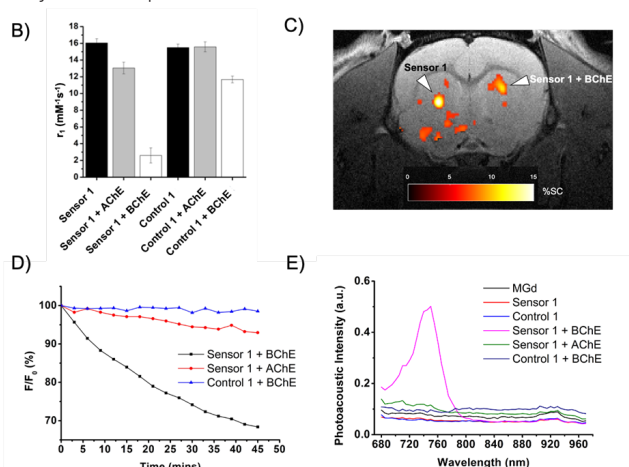 B)
18
16
14
12
10
8
6
4
2
0
r1 (mM-1s-1)
Sensor 1
Sensor 1 + AChE
Sensor 1 + BChE
Control 1
Control 1 + AChE
Control 1 + BChE
C)
Sensor 1
Sensor 1 + BChE
0 5 10 15
%SC
D)
100
90
80
70
F/F0 (%)
Sensor 1 + BChE
Sensor 1 + AChE
Control 1 + BChE
0 5 10 15 20 25 30 35 40 45 50
Time (mins)
E)
0.6
0.4
0.2
0.0
Photoacoustic Intensity (a.u.)
MGd
Sensor 1
Control 1
Sensor 1 + BChE
Sensor 1 + AChE
Control 1 + BChE
680 720 760 800 840 880 920 960
Wavelength (nm)